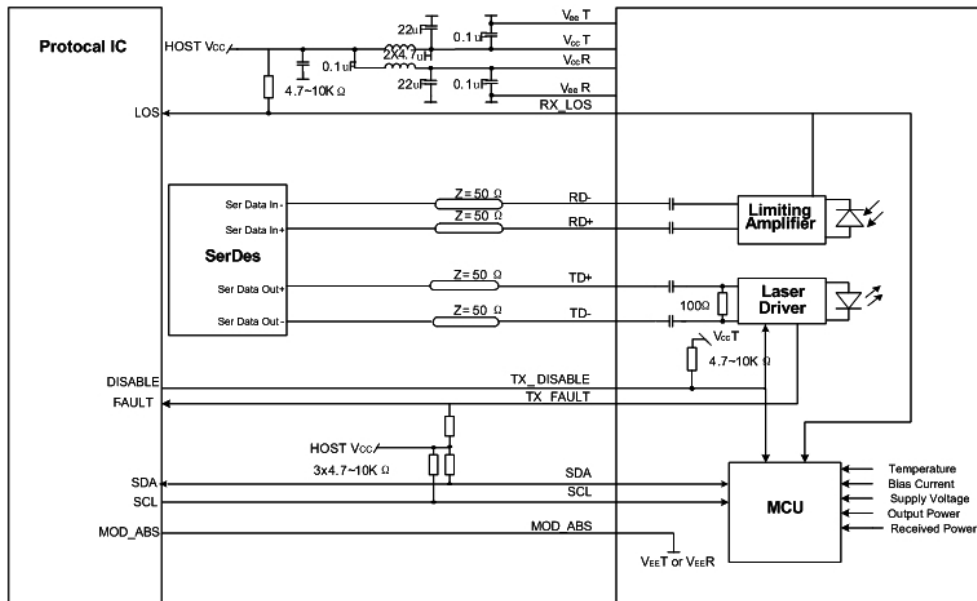 Protocal IC
HOST VCC
22uF
0.1uF
VeeT
VccT
0.1uF
2X4.7uH
VccR
22uF
0.1uF
VeeR
4.7~10K Ω
LOS
RX_LOS
Ser Data In-
Z= 50 Ω
RD-
Ser Data In+
Z= 50 Ω
RD+
Limiting
Amplifier
SerDes
Ser Data Out+
Z= 50 Ω
TD+
Ser Data Out-
Z= 50 Ω
TD-
100Ω
Laser
Driver
VccT
4.7~10K Ω
DISABLE
TX_DISABLE
FAULT
TX_FAULT
HOST VCC
3x4.7~10K Ω
SDA
SDA
SCL
SCL
MOD_ABS
MOD_ABS
VEET or VEER
MCU
Temperature
Bias Current
Supply Voltage
Output Power
Received Power